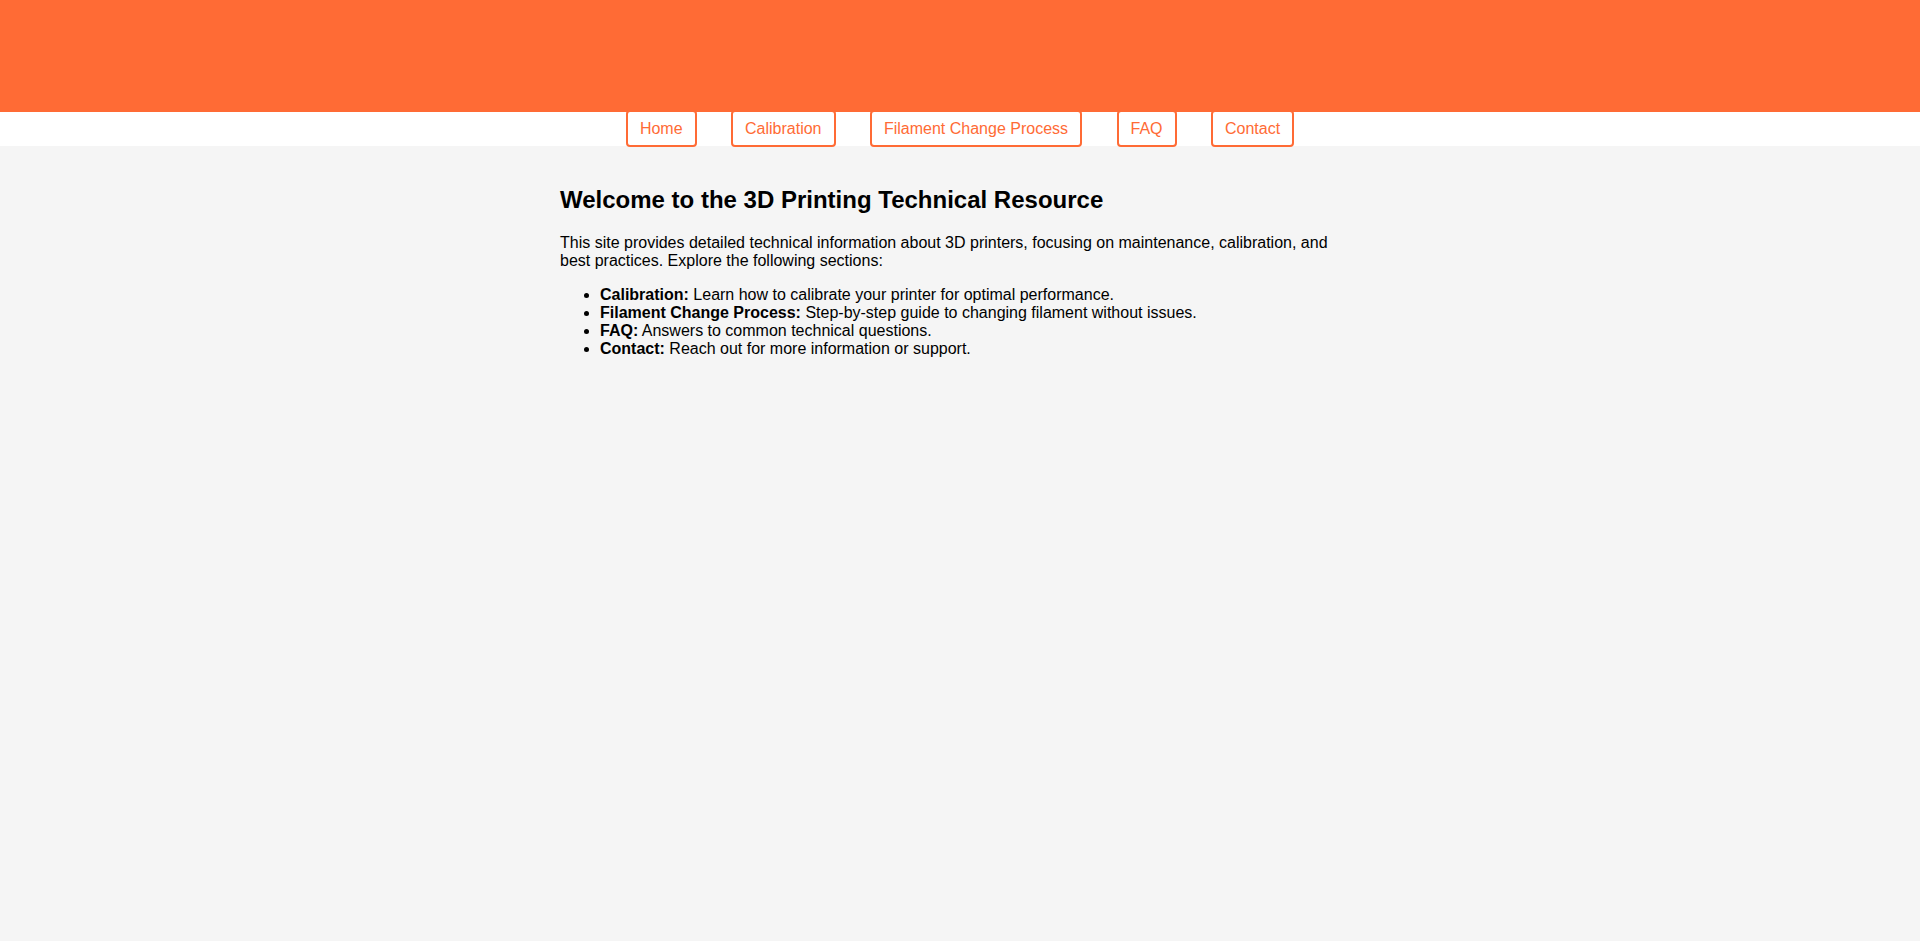 Home Calibration Filament Change Process FAQ Contact
Welcome to the 3D Printing Technical Resource
This site provides detailed technical information about 3D printers, focusing on maintenance, calibration, and
best practices. Explore the following sections:
• Calibration: Learn how to calibrate your printer for optimal performance.
• Filament Change Process: Step-by-step guide to changing filament without issues.
• FAQ: Answers to common technical questions.
• Contact: Reach out for more information or support.